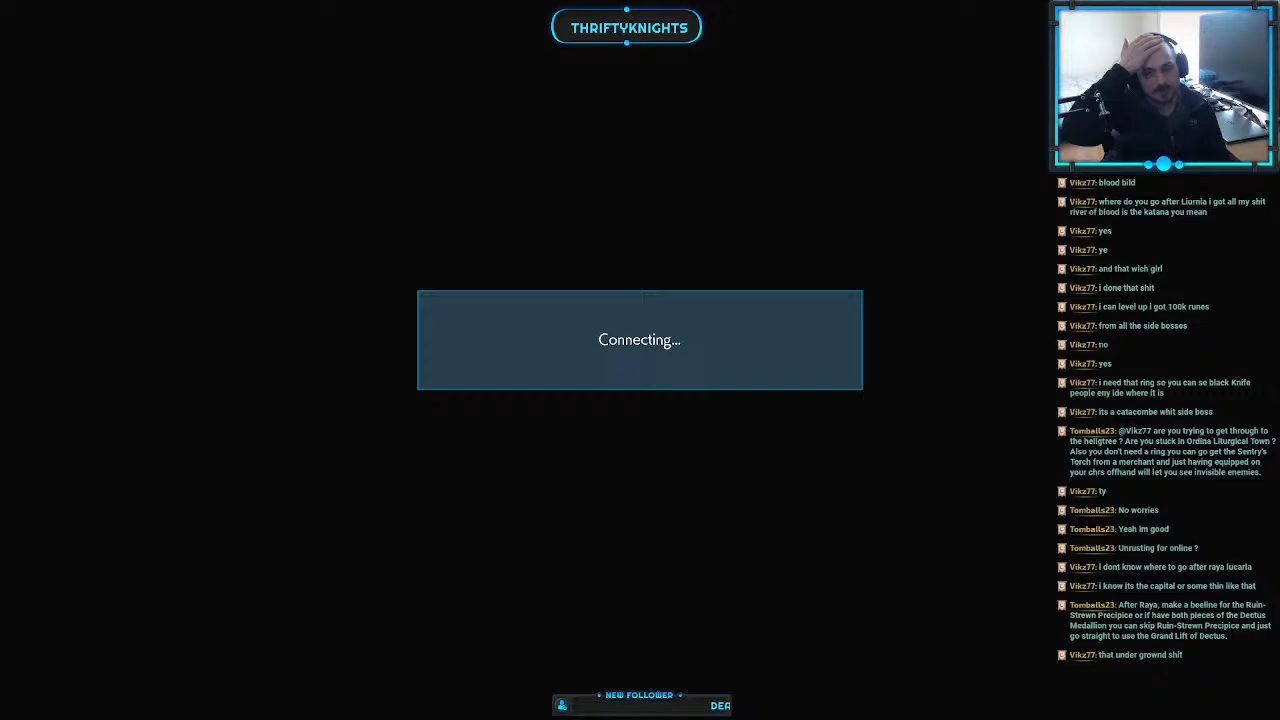 THRIFTYKNIGHTS
Connecting...
Vikz77: blood bild
Vikz77: where do you go after Liurnia i got all my shit
river of blood is the katana you mean
Vikz77: yes
Vikz77: ye
Vikz77: and that wich girl
Vikz77: i done that shit
Vikz77: i can level up i got 100k runes
Vikz77: from all the side bosses
Vikz77: no
Vikz77: yes
Vikz77: i need that ring so you can se black Knife
people eny ide where it is
Vikz77: its a catacombe whit side boss
Tomballs23: @Vikz77 are you trying to get through to
the heligtree ? Are you stuck in Ordina Liturgical Town ?
Also you don't need a ring you can go get the Sentry's
Torch from a merchant and just having equipped on
your chrs offhand will let you see invisible enemies.
Vikz77: ty
Tomballs23: No worries
Tomballs23: Yeah im good
Tomballs23: Unrusting for online ?
Vikz77: i dont know where to go after raya lucaria
Vikz77: i know its the capital or some thin like that
Tomballs23: After Raya, make a beeline for the Ruin-
Strewn Precipice or if have both pieces of the Dectus
Medallion you can skip Ruin-Strewn Precipice and just
go straight to use the Grand Lift of Dectus.
Vikz77: that under grownd shit
NEW FOLLOWER
DEA